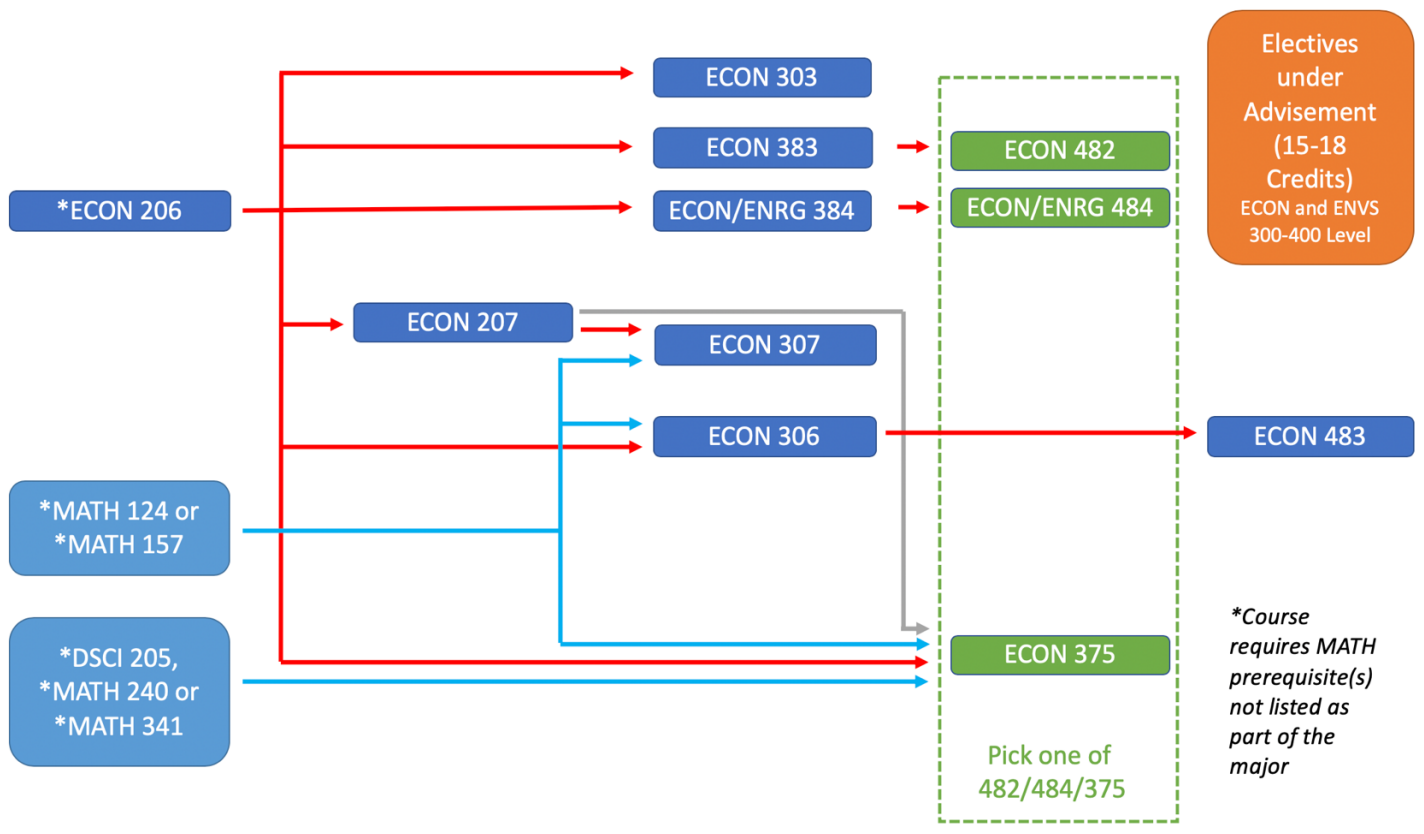 ECON 303
ECON 383
ECON 482
*ECON 206
ECON/ENRG 384
ECON/ENRG 484
Electives
under
Advisement
(15-18
Credits)
ECON and ENVS
300-400 Level
ECON 207
ECON 307
ECON 306
ECON 483
*MATH 124 or
*MATH 157
*DSCI 205,
*MATH 240 or
*MATH 341
ECON 375
Pick one of
482/484/375
*Course
requires MATH
prerequisite(s)
not listed as
part of the
major